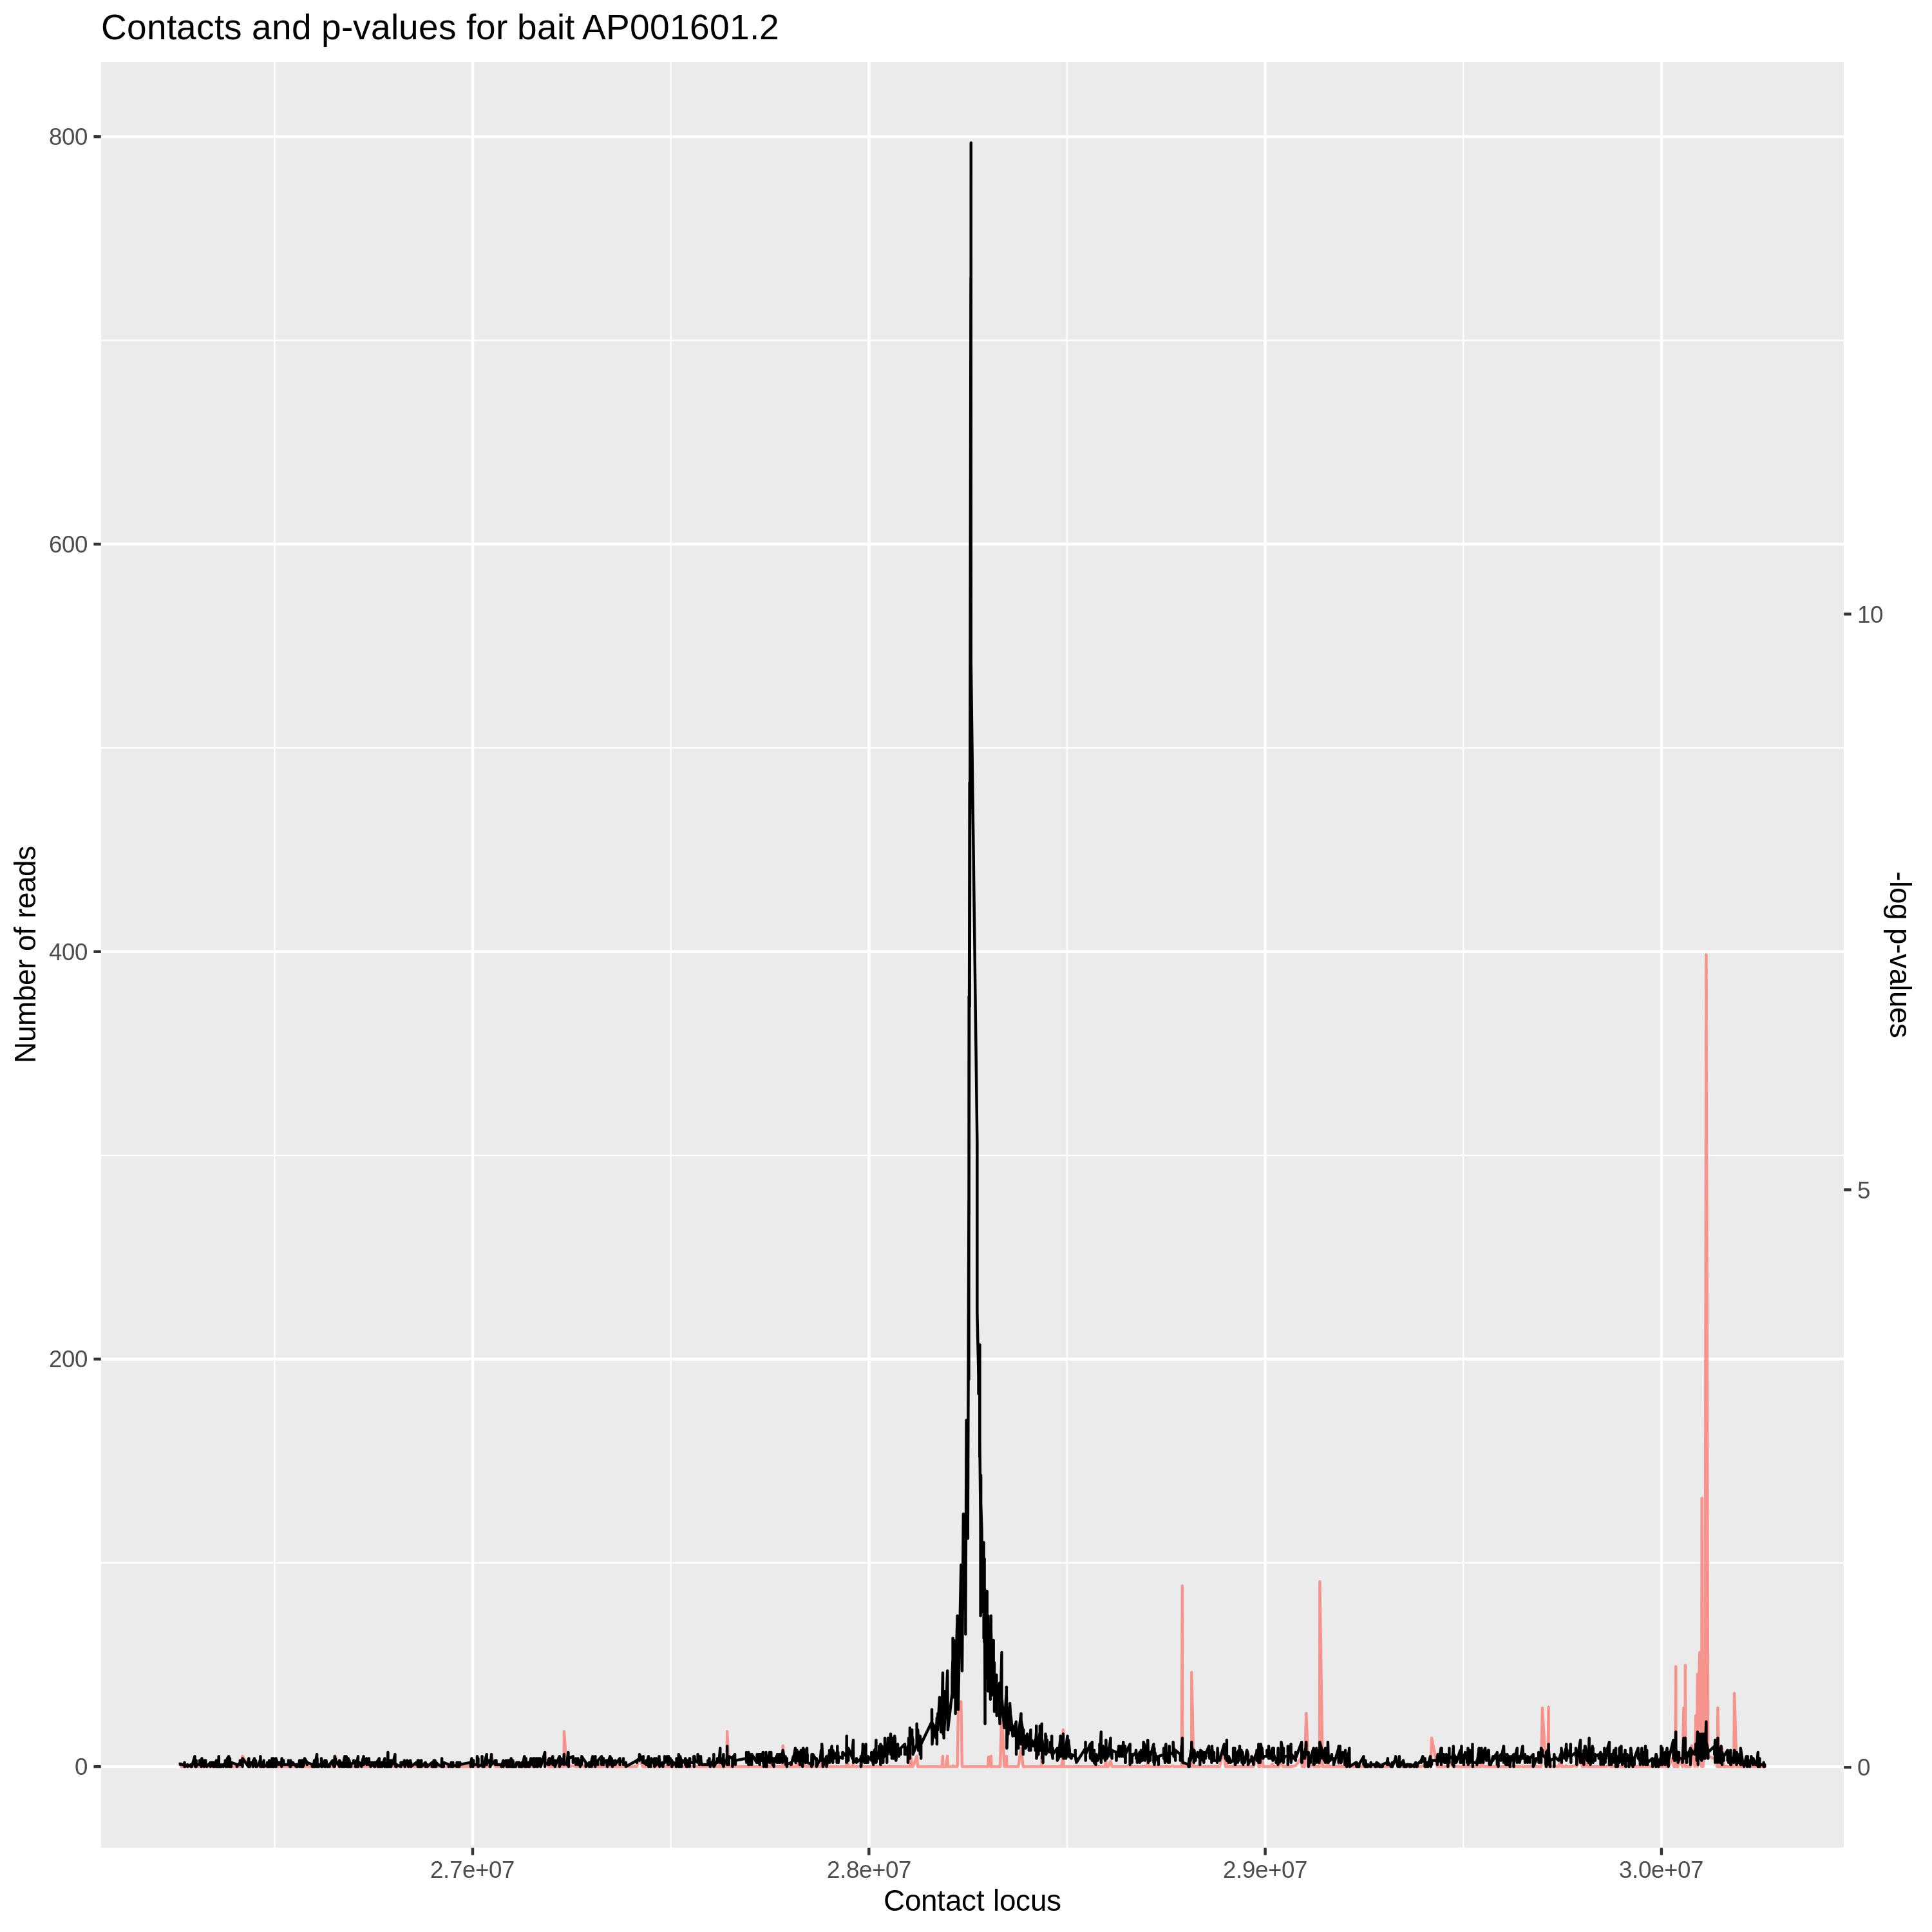 Contacts and p-values for bait AP001601.2
800
600
400
200
0
Number of reads
10
5
0
-log p-values
2.7e+07
2.8e+07
2.9e+07
3.0e+07
Contact locus